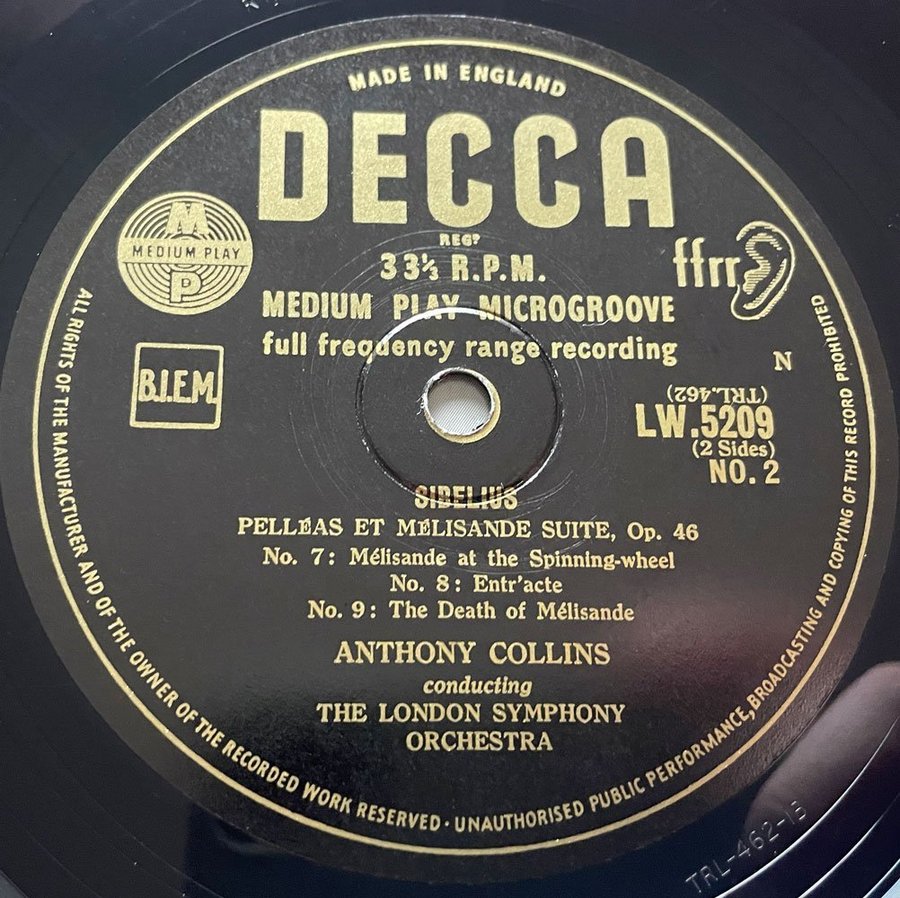 MADE IN ENGLAND
DECCA
REGD
33⅓ R.P.M.
MEDIUM PLAY MICROGROOVE
full frequency range recording
M
MEDIUM PLAY
P
ffrr
B.I.E.M.
N
(TRL.462)
LW.5209
(2 Sides)
NO. 2
SIBELIUS
PELLÉAS ET MÉLISANDE SUITE, Op. 46
No. 7: Mélisande at the Spinning-wheel
No. 8: Entr'acte
No. 9: The Death of Mélisande
ANTHONY COLLINS
conducting
THE LONDON SYMPHONY
ORCHESTRA
ALL RIGHTS OF THE MANUFACTURER AND OF THE OWNER OF THE RECORDED WORK RESERVED · UNAUTHORISED PUBLIC PERFORMANCE, BROADCASTING AND COPYING OF THIS RECORD PROHIBITED
TRL-462-1B